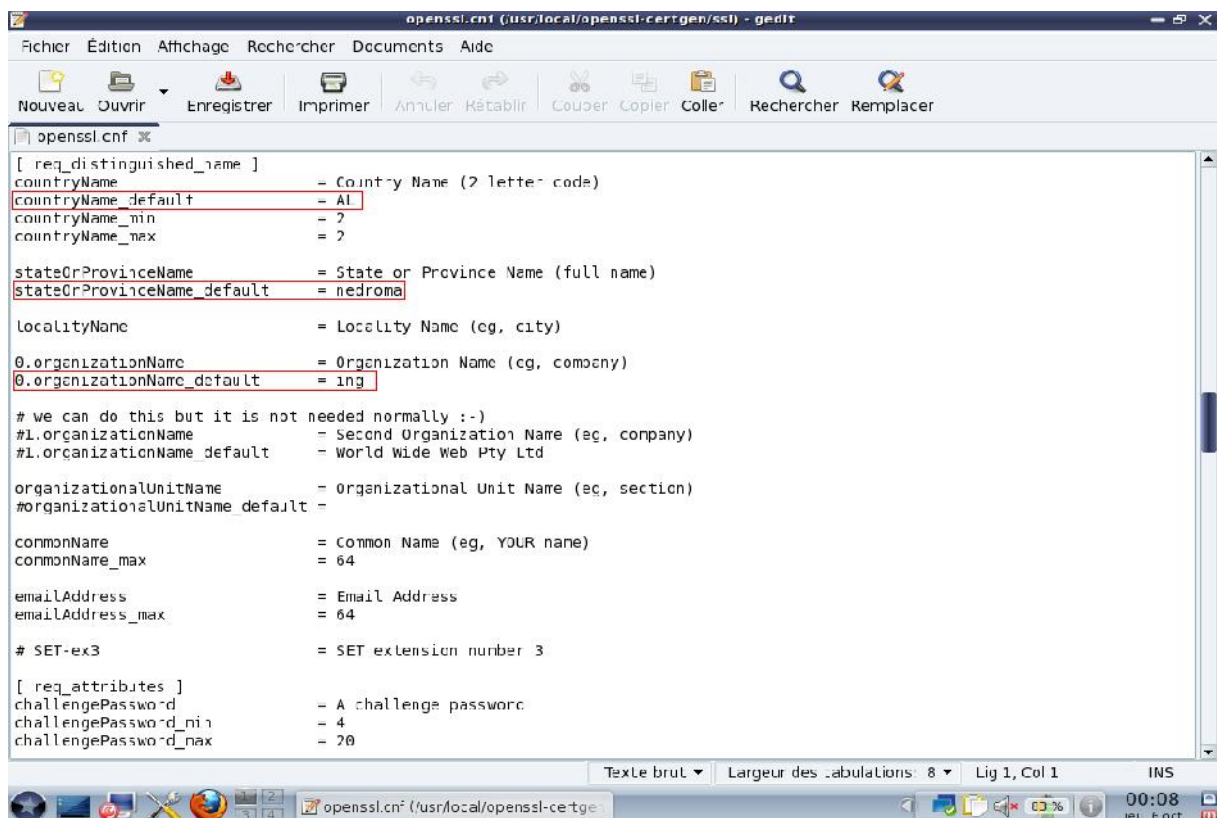 openssl.cnf (/usr/local/openssl-certgen/ssl) - gedit
Fichier Édition Affichage Rechercher Documents Aide
Nouveau Ouvrir Enregistrer Imprimer Annuler Rétablir Couper Copier Coller Rechercher Remplacer
openssl.cnf
[ req_distinguished_name ]
countryName = Country Name (2 letter code)
countryName_default = AL
countryName_min = 2
countryName_max = 2
stateOrProvinceName = State or Province Name (full name)
stateOrProvinceName_default = nedroma
localityName = Locality Name (eg, city)
0.organizationName = Organization Name (eg, company)
0.organizationName_default = ing
# we can do this but it is not needed normally :-)
#1.organizationName = Second Organization Name (eg, company)
#1.organizationName_default = World Wide Web Pty Ltd
organizationalUnitName = Organizational Unit Name (eg, section)
#organizationalUnitName_default =
commonName = Common Name (eg, YOUR name)
commonName_max = 64
emailAddress = Email Address
emailAddress_max = 64
# SET-ex3 = SET extension number 3
[ req_attributes ]
challengePassword = A challenge password
challengePassword_min = 4
challengePassword_max = 20
Texte brut Largeur des tabulations: 8 Lig 1, Col 1 INS
1 2
3 4
openssl.cnf (/usr/local/openssl-certge
00:08